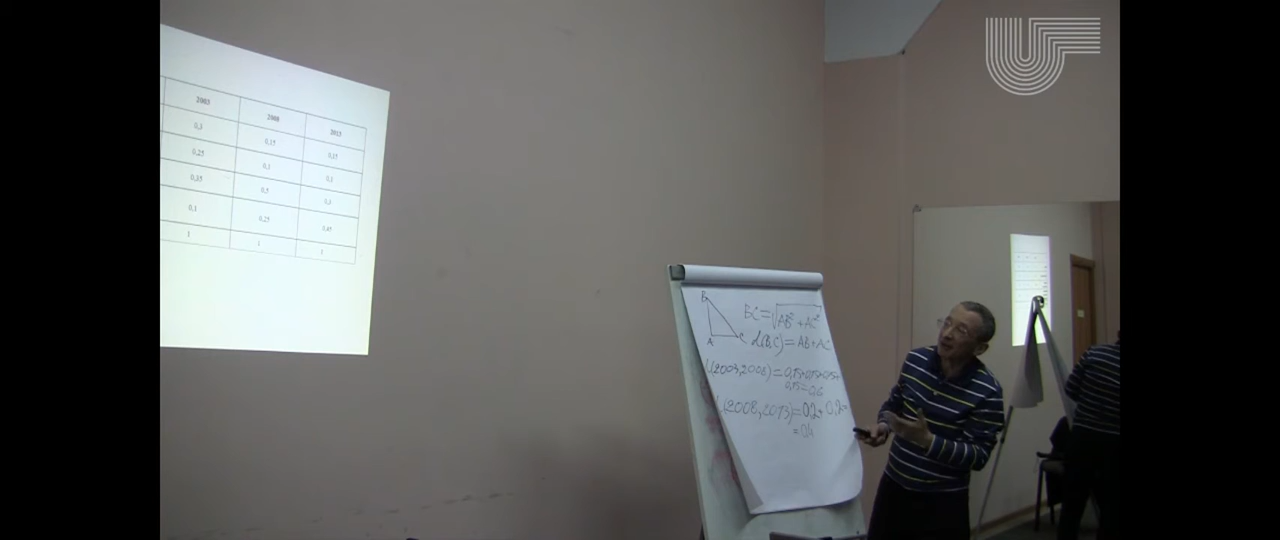 2003 2008 2013
0,3 0,15 0,15
0,25 0,1 0,1
0,35 0,5 0,3
0,1 0,25 0,45
1 1 1
B
A C
BC = √AB² + AC²
d(B,C) = AB + AC
(2003,2008) = 0,15+0,15+0,15+
0,15 = 0,6
(2008,2013) = 0,2 + 0,2 =
= 0,4